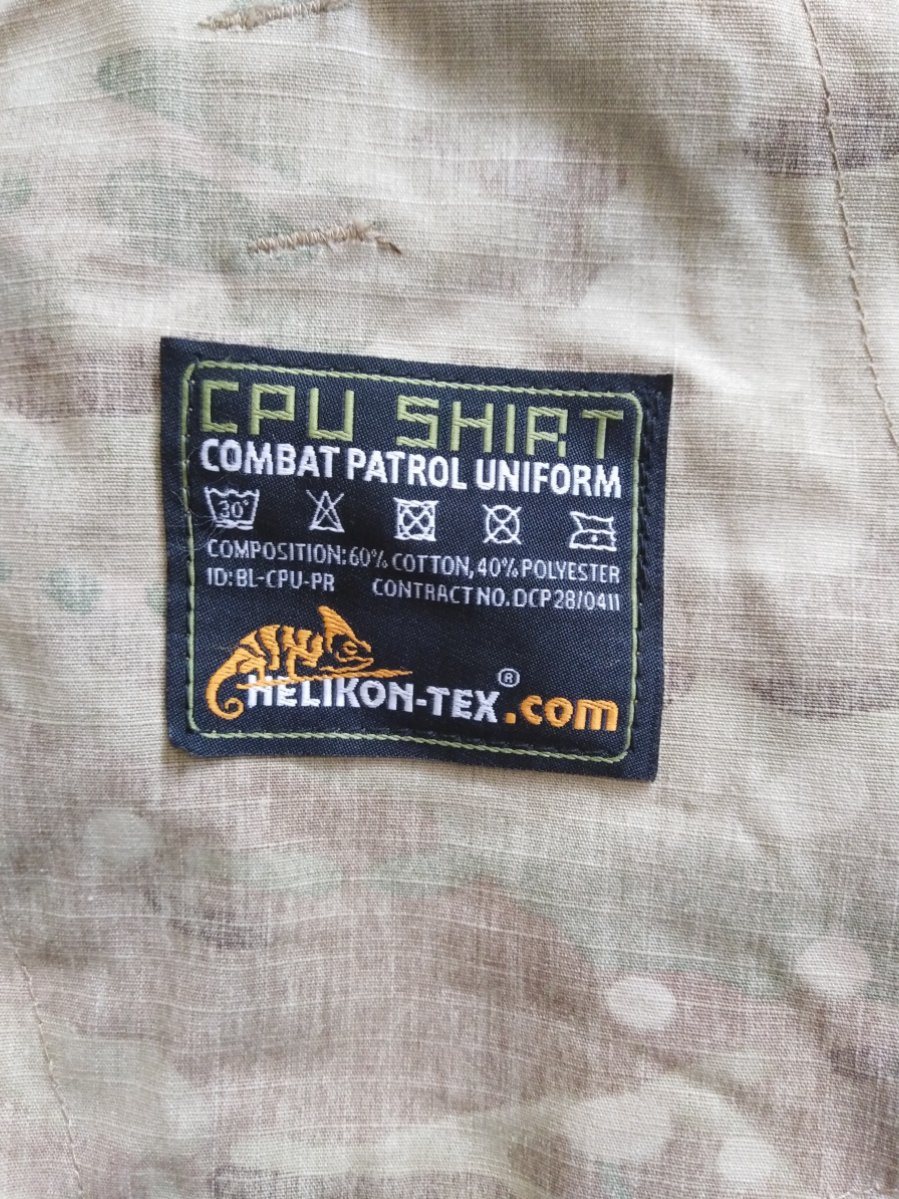 CPU SHIRT
COMBAT PATROL UNIFORM
30°
COMPOSITION: 60% COTTON, 40% POLYESTER
ID: BL-CPU-PR CONTRACT NO. DCP28/0411
HELIKON-TEX®.com